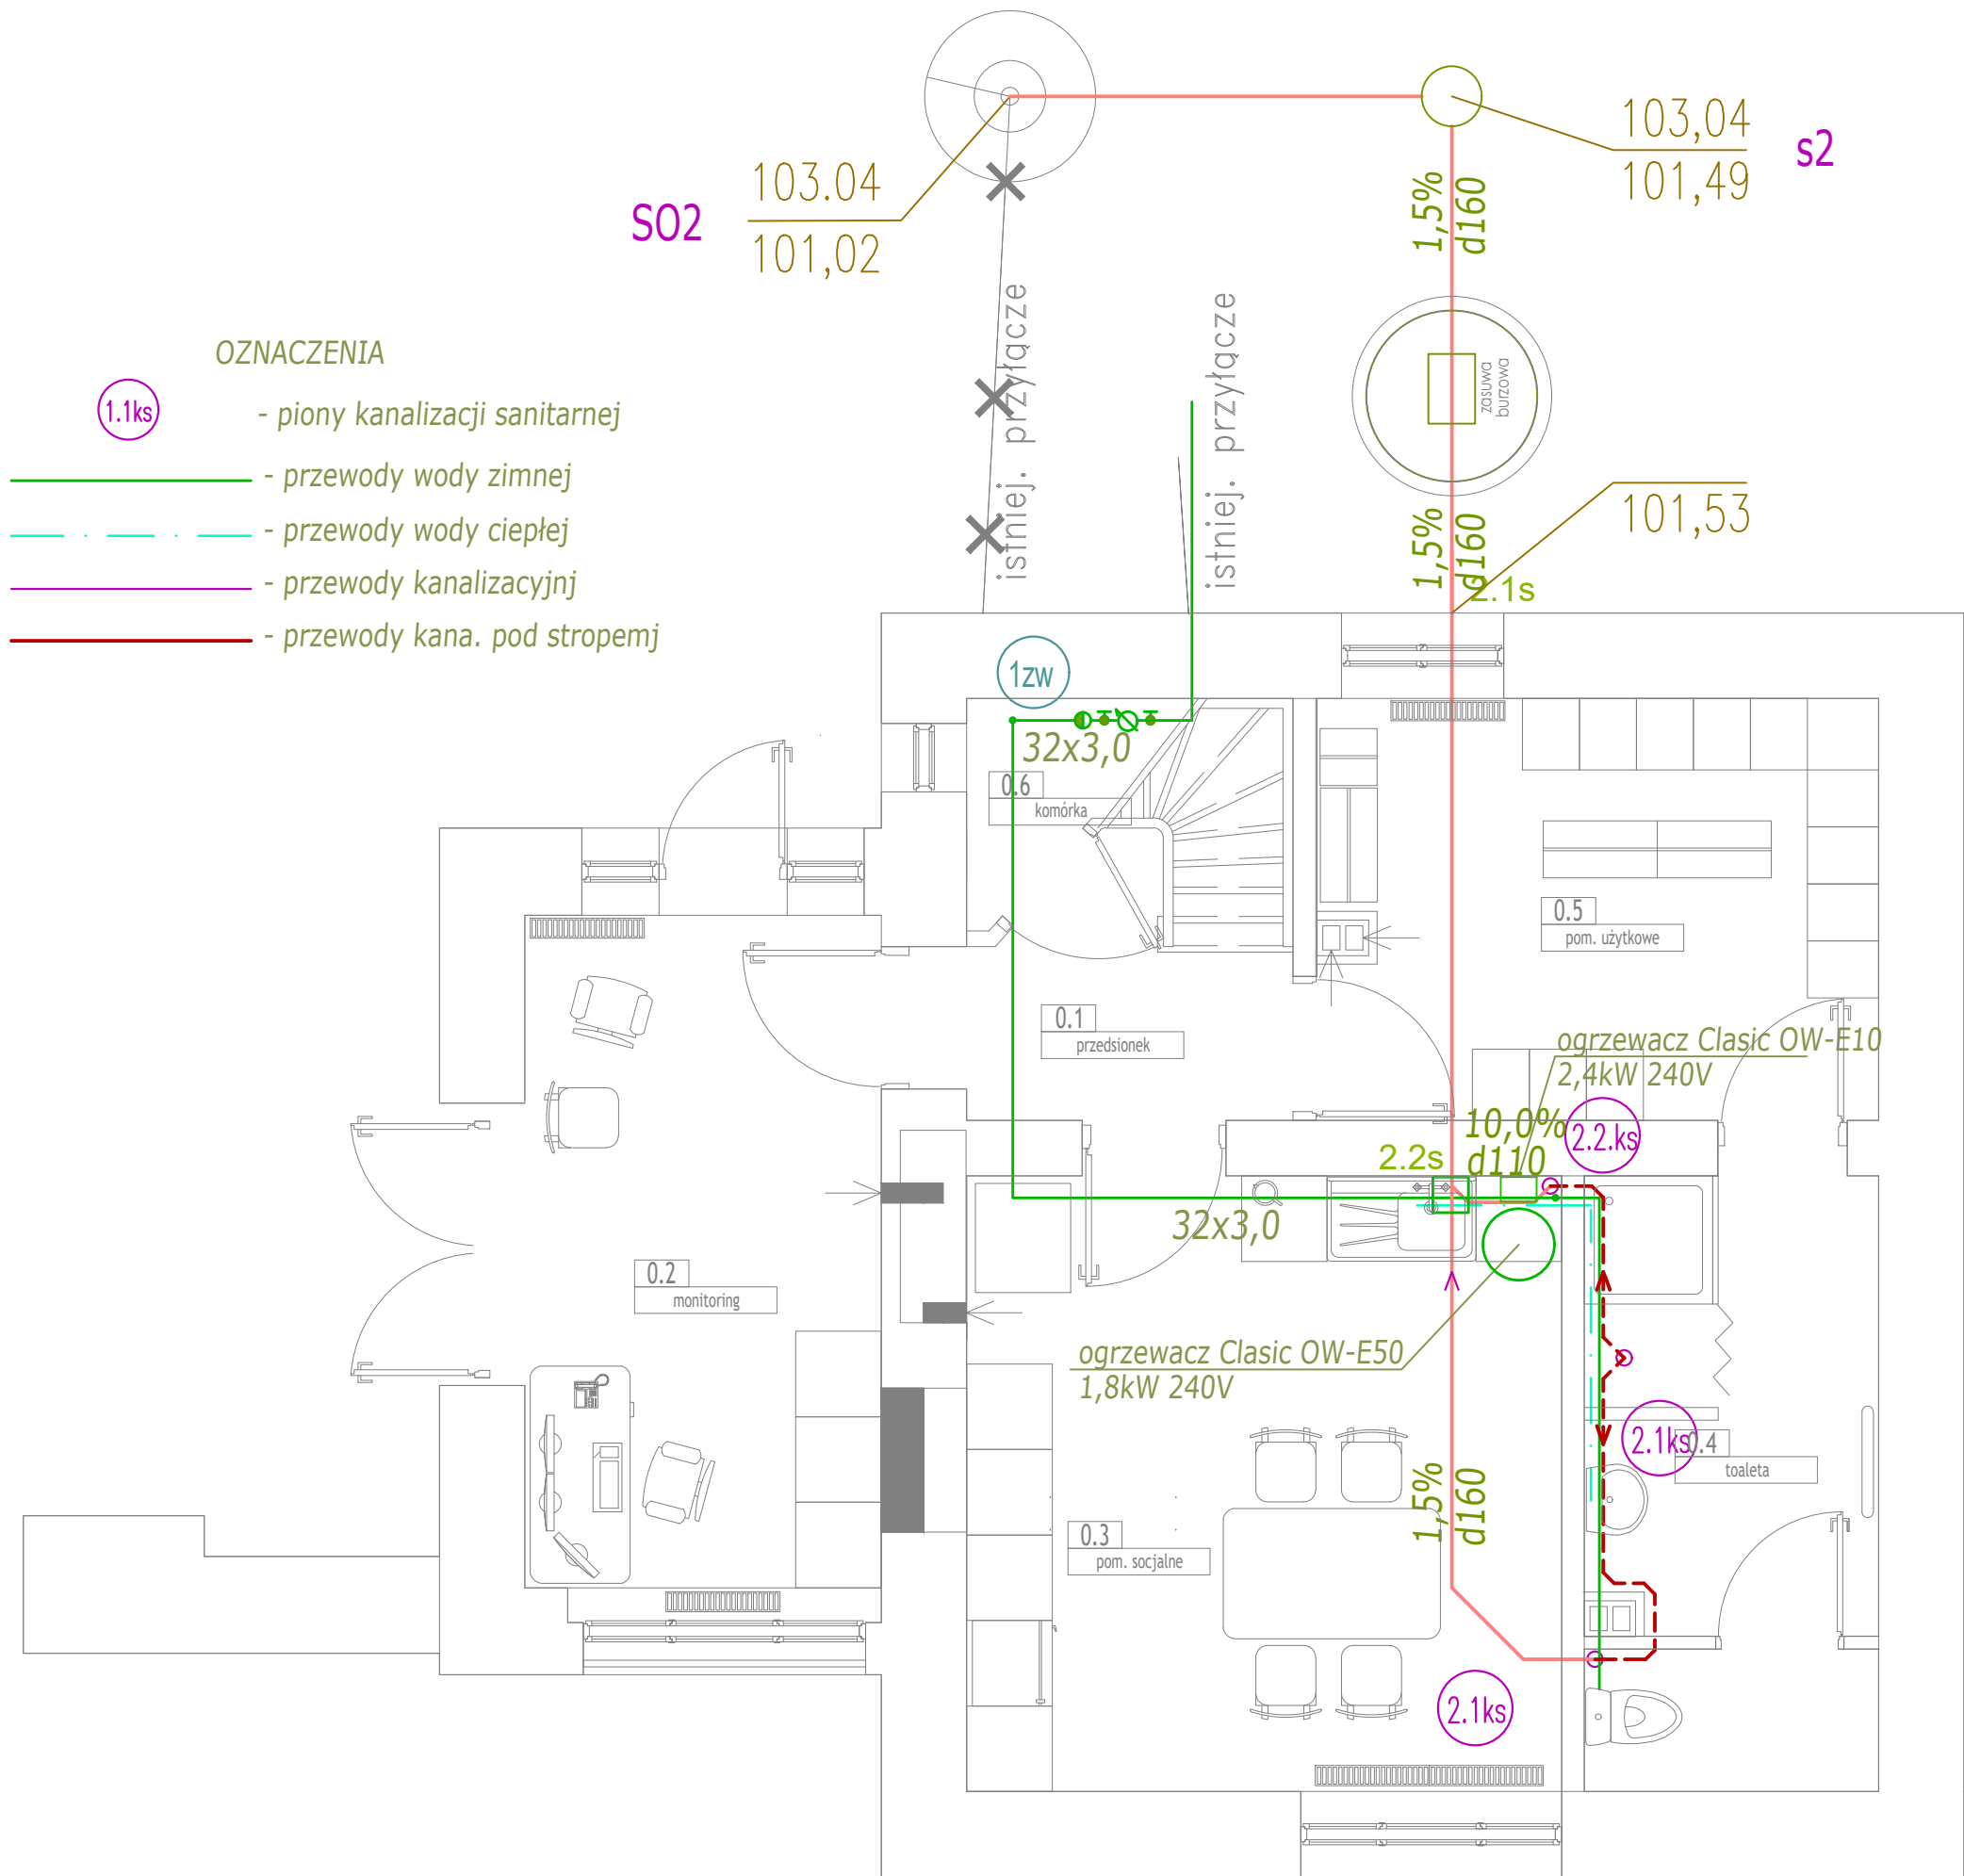 103,04
101,49
s2
103.04
101,02
SO2
1,5%
d160
istniej. przyłącze
istniej. przyłącze
zasuwa
burzowa
OZNACZENIA
1.1ks
- piony kanalizacji sanitarnej
- przewody wody zimnej
- przewody wody ciepłej
- przewody kanalizacyjnj
- przewody kana. pod stropemj
101,53
1,5%
d160
2.1s
1zw
32x3,0
0.6
komórka
0.5
pom. użytkowe
0.1
przedsionek
ogrzewacz Clasic OW-E10
2,4kW 240V
10,0%
d110
2.2.ks
2.2s
32x3,0
0.2
monitoring
ogrzewacz Clasic OW-E50
1,8kW 240V
2.1ks
0.4
toaleta
1,5%
d160
0.3
pom. socjalne
2.1ks